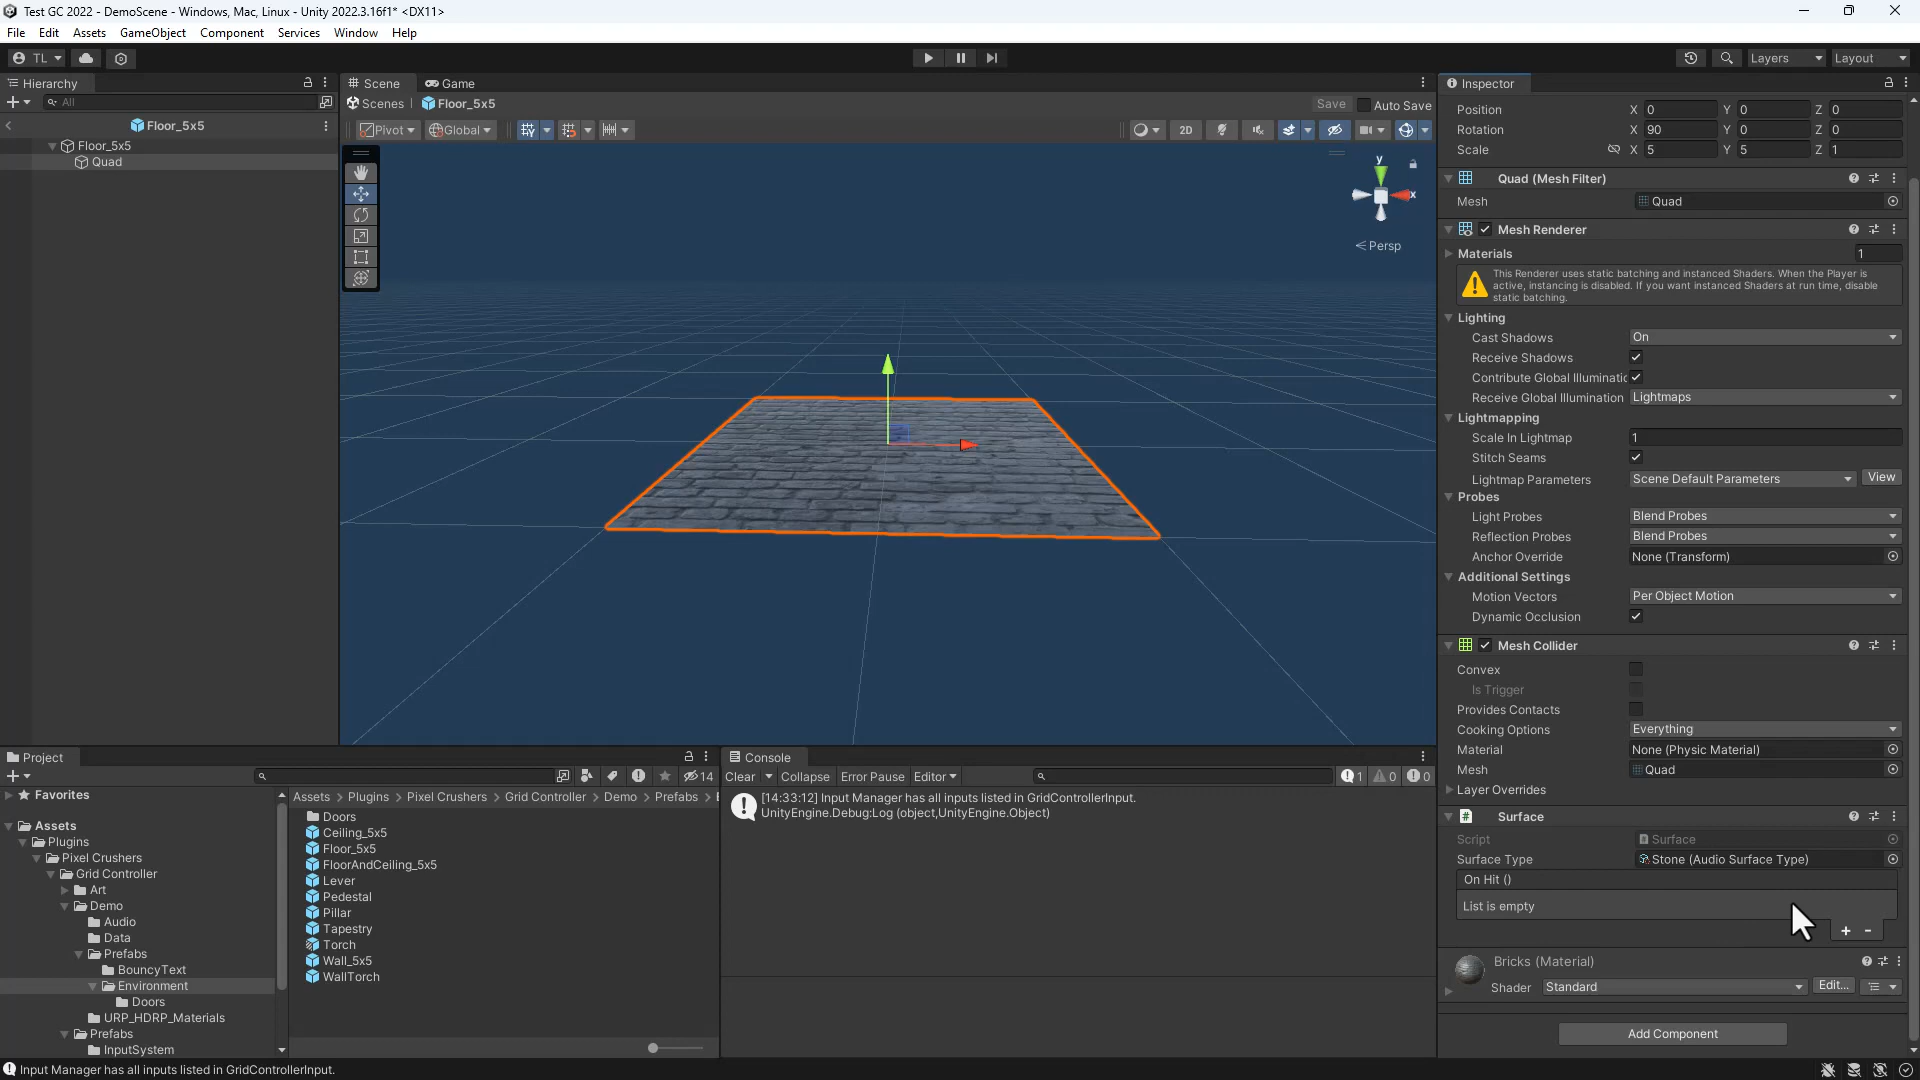 Test GC 2022 - DemoScene - Windows, Mac, Linux - Unity 2022.3.16f1* <DX11>
File Edit Assets GameObject Component Services Window Help
TL Layers Layout
Hierarchy
All
Floor_5x5
Floor_5x5
Quad
Scene Game
Scenes Floor_5x5 Save Auto Save
Pivot Global 2D
y
x
Persp
Inspector
Position X 0 Y 0 Z 0
Rotation X 90 Y 0 Z 0
Scale X 5 Y 5 Z 1
Quad (Mesh Filter)
Mesh Quad
Mesh Renderer
Materials 1
This Renderer uses static batching and instanced Shaders. When the Player is
active, instancing is disabled. If you want instanced Shaders at run time, disable
static batching.
Lighting
Cast Shadows On
Receive Shadows
Contribute Global Illuminatic
Receive Global Illumination Lightmaps
Lightmapping
Scale In Lightmap 1
Stitch Seams
Lightmap Parameters Scene Default Parameters View
Probes
Light Probes Blend Probes
Reflection Probes Blend Probes
Anchor Override None (Transform)
Additional Settings
Motion Vectors Per Object Motion
Dynamic Occlusion
Mesh Collider
Convex
Is Trigger
Provides Contacts
Cooking Options Everything
Material None (Physic Material)
Mesh Quad
Layer Overrides
# Surface
Script Surface
Surface Type Stone (Audio Surface Type)
On Hit ()
List is empty
+ -
Bricks (Material)
Shader Standard Edit...
Add Component
Project
14
Favorites
Assets
Plugins
Pixel Crushers
Grid Controller
Art
Demo
Audio
Data
Prefabs
BouncyText
Environment
Doors
URP_HDRP_Materials
Prefabs
InputSystem
Assets > Plugins > Pixel Crushers > Grid Controller > Demo > Prefabs > E
Doors
Ceiling_5x5
Floor_5x5
FloorAndCeiling_5x5
Lever
Pedestal
Pillar
Tapestry
Torch
Wall_5x5
WallTorch
Console
Clear Collapse Error Pause Editor 1 0 0
[14:33:12] Input Manager has all inputs listed in GridControllerInput.
UnityEngine.Debug:Log (object,UnityEngine.Object)
Input Manager has all inputs listed in GridControllerInput.